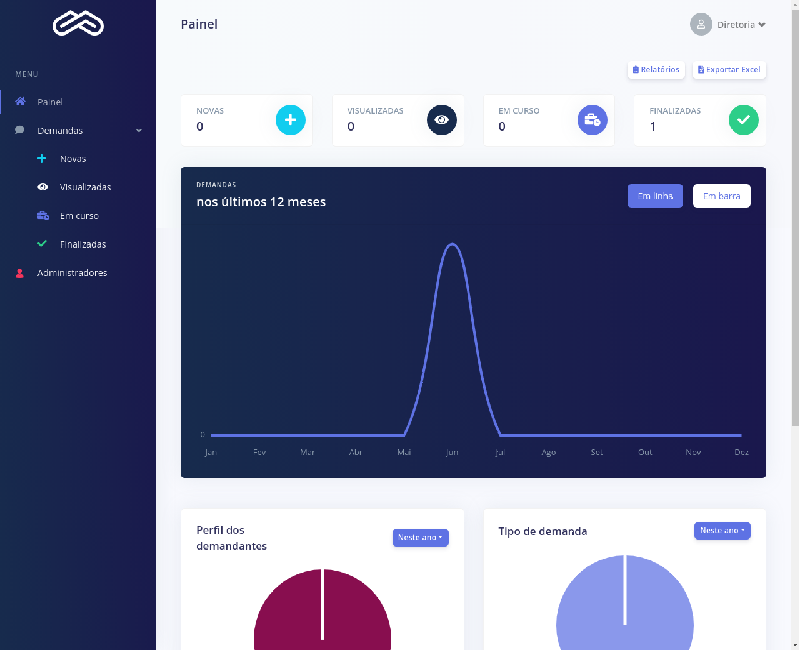 Painel
Diretoria
MENU
Painel
Demandas
Novas
Visualizadas
Em curso
Finalizadas
Administradores
Relatórios
Exportar Excel
NOVAS
0
VISUALIZADAS
0
EM CURSO
0
FINALIZADAS
1
DEMANDAS
nos últimos 12 meses
Em linha
Em barra
0
Jan Fev Mar Abr Mai Jun Jul Ago Set Out Nov Dez
Perfil dos
demandantes
Neste ano
Tipo de demanda
Neste ano